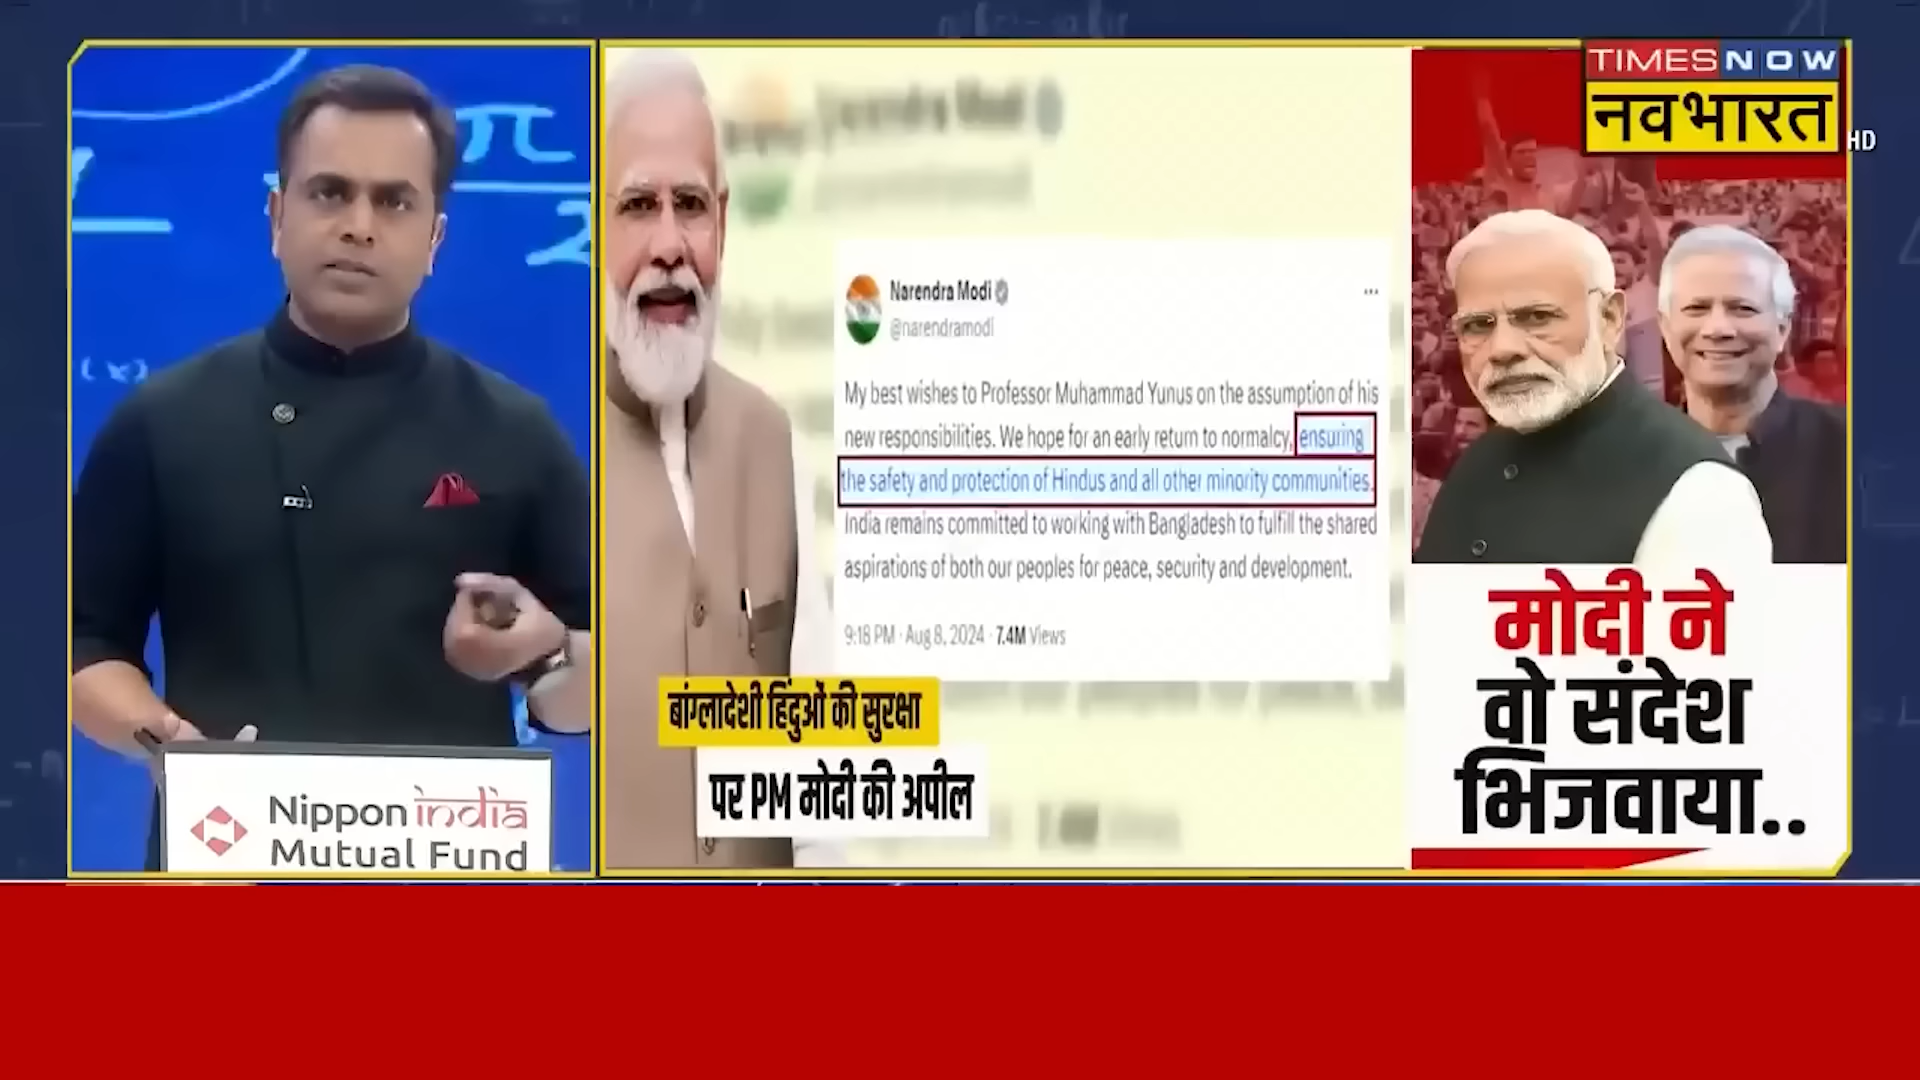 TIMES NOW
नवभारत
HD
π
2
(x)
Narendra Modi
Narendra Modi
@narendramodi
My best wishes to Professor Muhammad Yunus on the assumption of his
new responsibilities. We hope for an early return to normalcy, ensuring
the safety and protection of Hindus and all other minority communities.
India remains committed to working with Bangladesh to fulfill the shared
aspirations of both our peoples for peace, security and development.
9:18 PM · Aug 8, 2024 · 7.4M Views
बांग्लादेशी हिंदुओं की सुरक्षा
पर PM मोदी की अपील
मोदी ने
वो संदेश
भिजवाया..
Nippon india
Mutual Fund